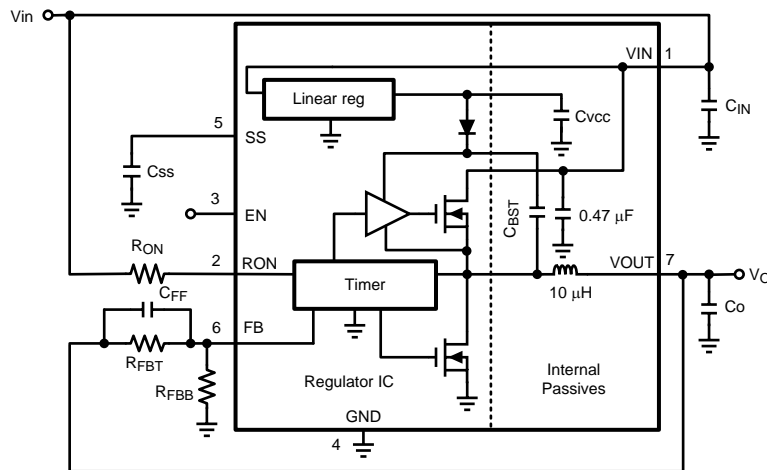 Vin
VIN
1
Linear reg
Cvcc
CIN
5
SS
Css
3
EN
CBST
0.47 µF
RON
2
RON
Timer
VOUT
7
VO
10 µH
CFF
6
FB
Co
RFBT
RFBB
Regulator IC
Internal
Passives
GND
4